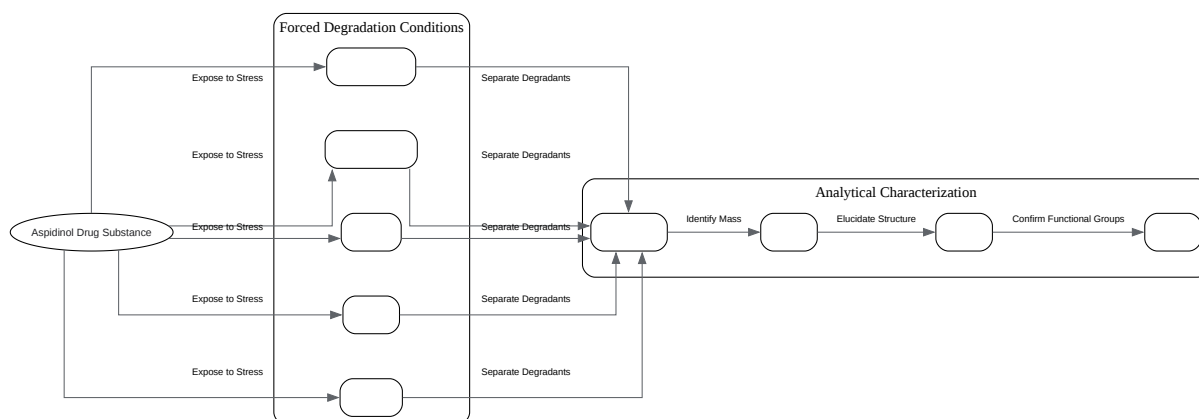 Forced Degradation Conditions
Expose to Stress
Separate Degradants
Expose to Stress
Separate Degradants
Analytical Characterization
Aspidinol Drug Substance
Expose to Stress
Separate Degradants
Identify Mass
Elucidate Structure
Confirm Functional Groups
Expose to Stress
Separate Degradants
Expose to Stress
Separate Degradants